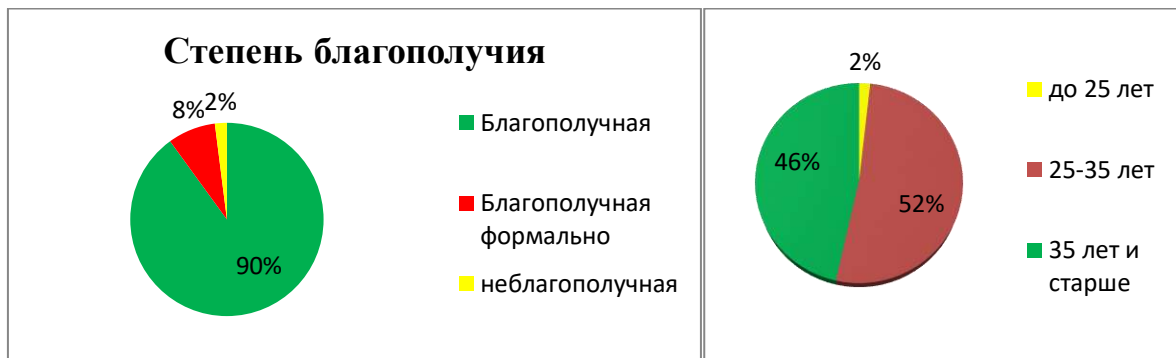 Степень благополучия
8%
2%
90%
Благополучная
Благополучная
формально
неблагополучная
2%
46%
52%
до 25 лет
25-35 лет
35 лет и
старше